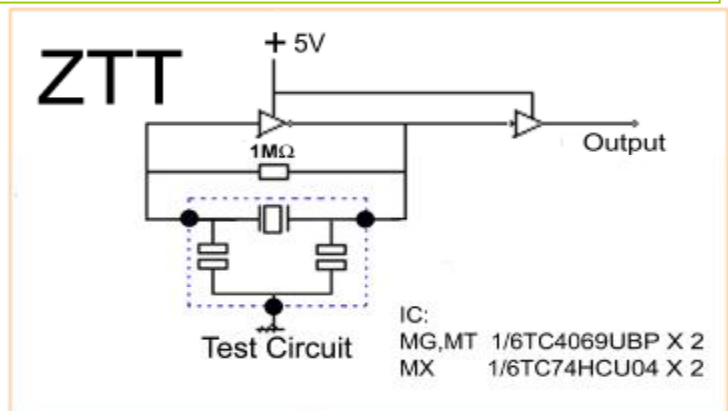 ZTT
+ 5V
1MΩ
Output
Test Circuit
IC:
MG,MT 1/6TC4069UBP X 2
MX 1/6TC74HCU04 X 2